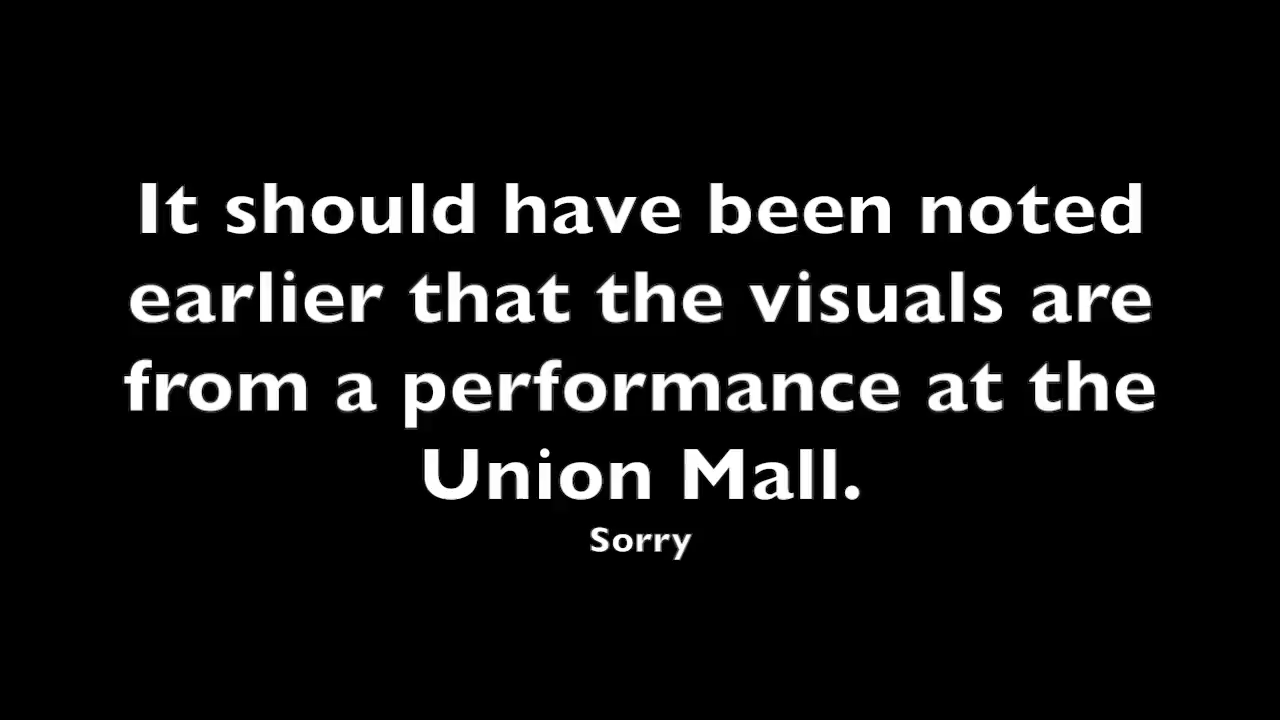 It should have been noted
earlier that the visuals are
from a performance at the
Union Mall.
Sorry